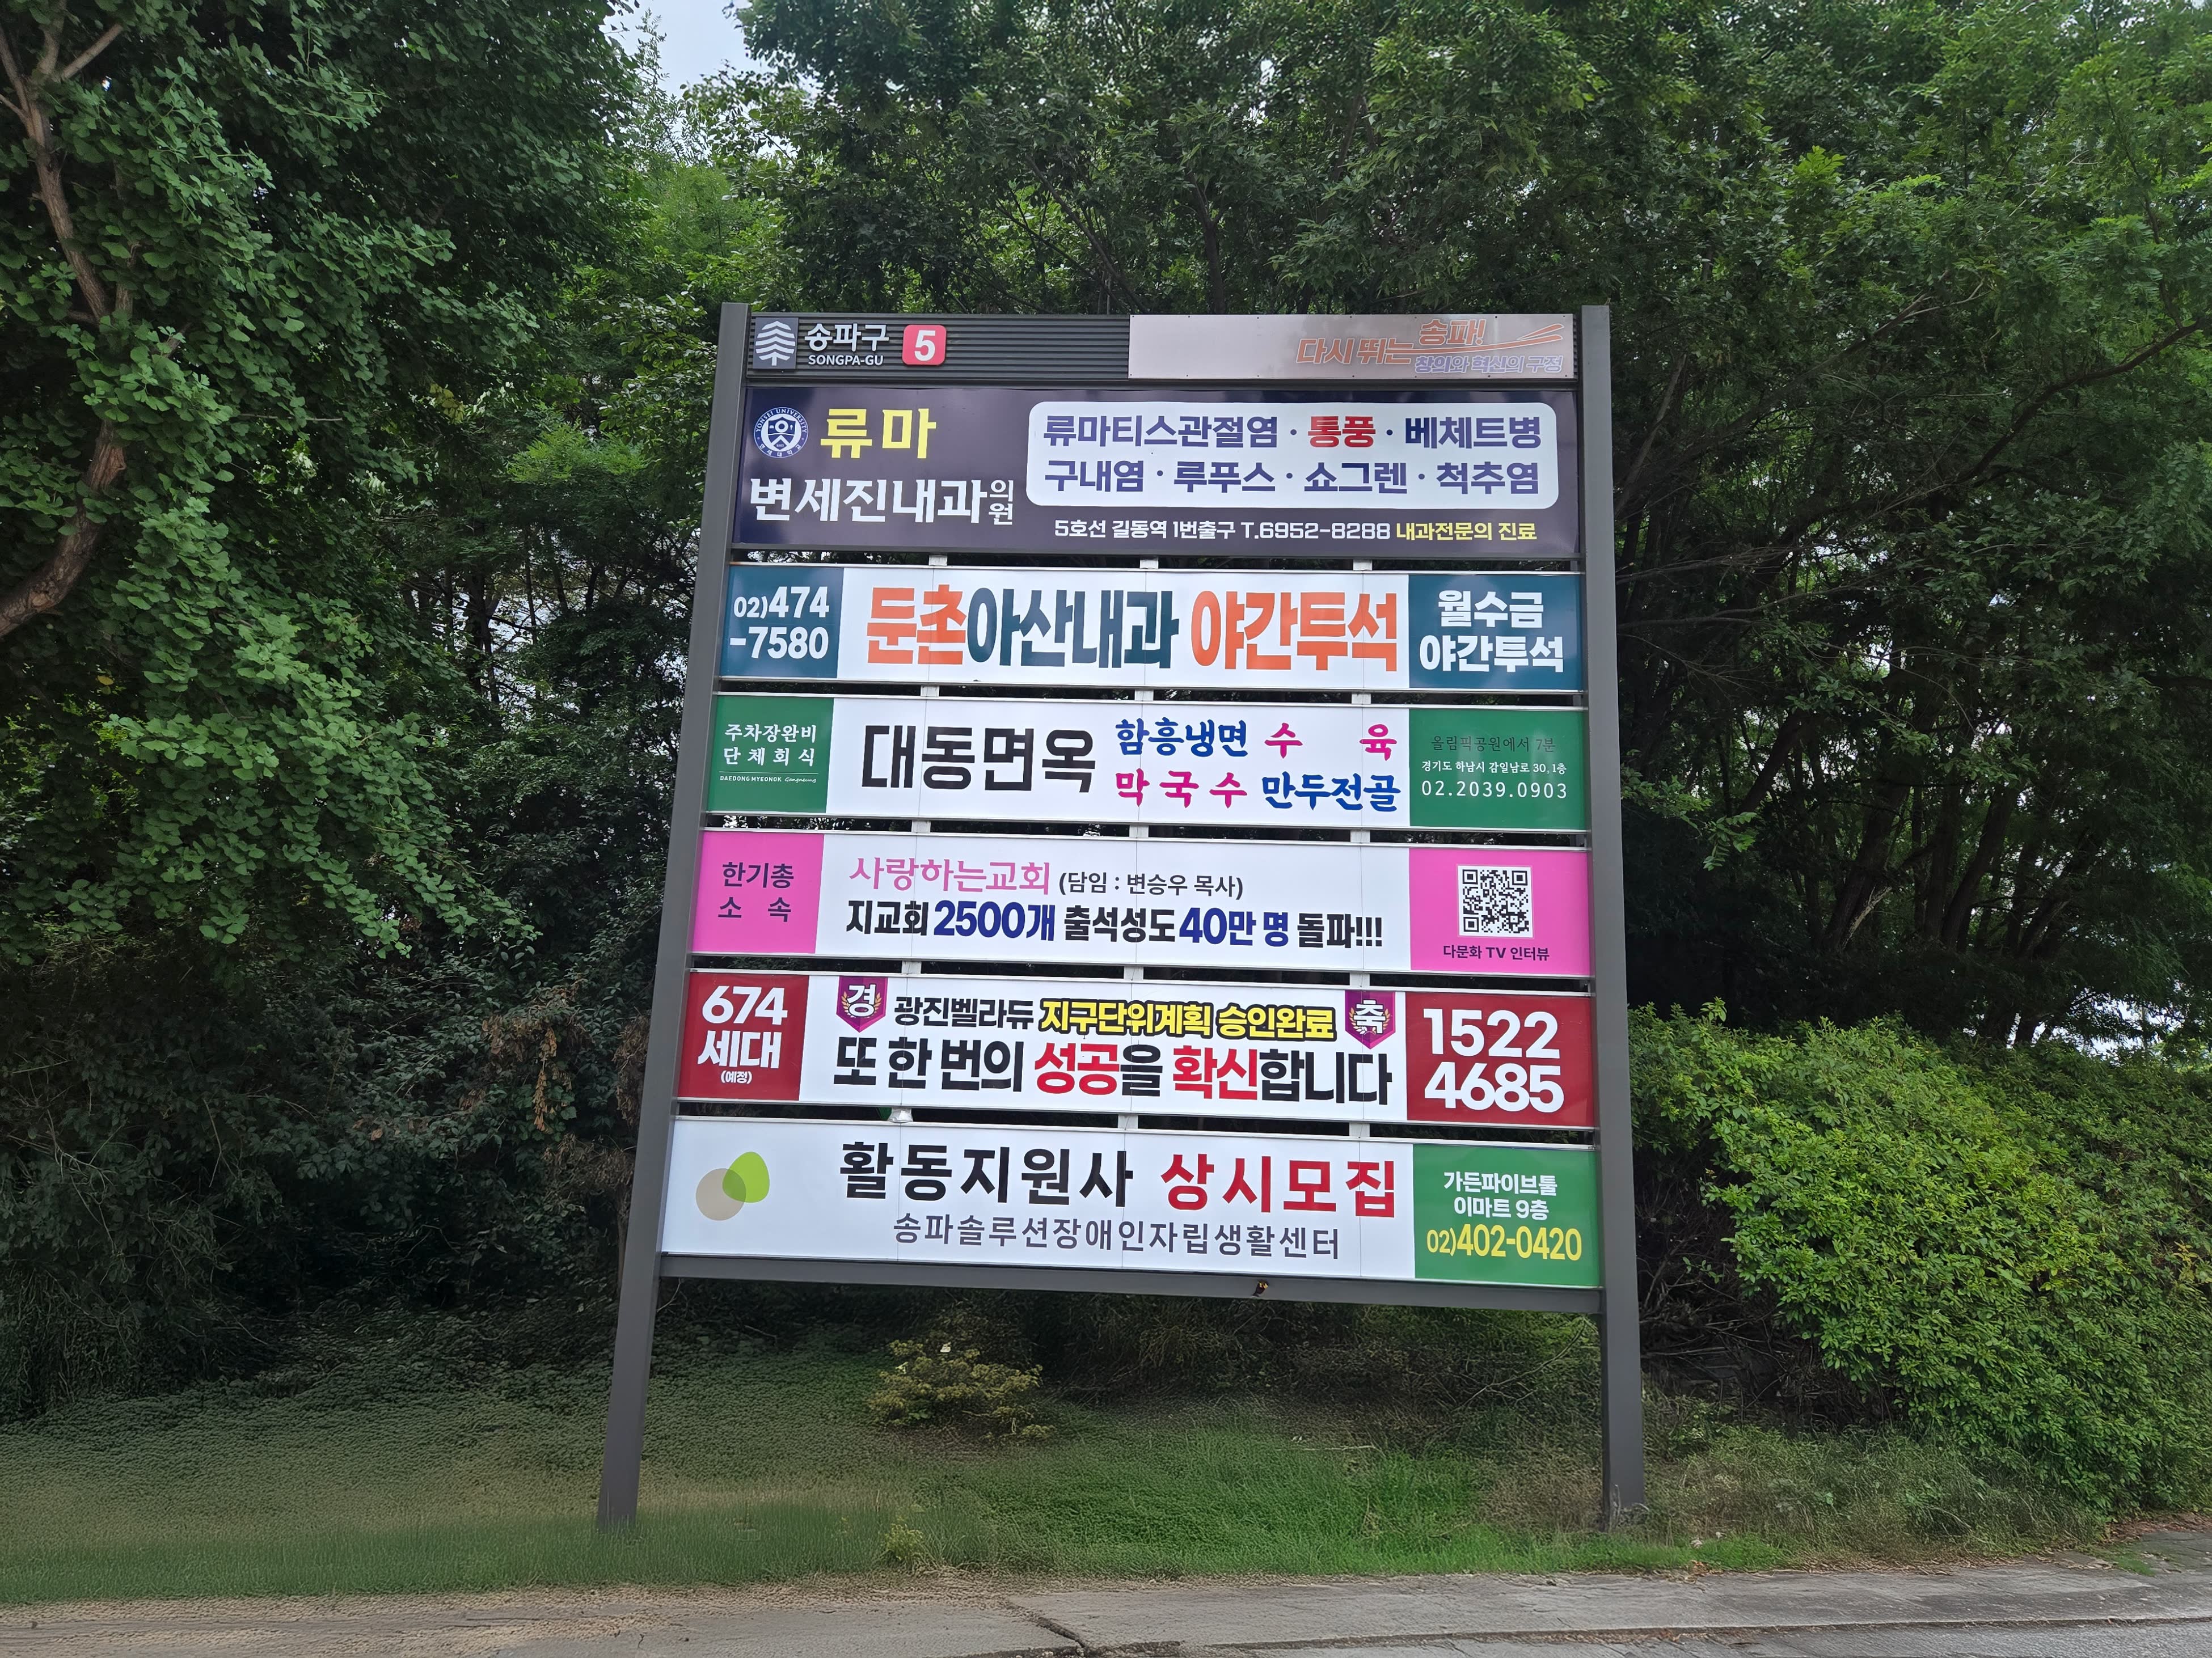 송파구
SONGPA-GU
5
다시 뛰는 송파!
창의와 혁신의 구정
YONSEI UNIVERSITY
류마
변세진내과의원
류마티스관절염 · 통풍 · 베체트병
구내염 · 루푸스 · 쇼그렌 · 척추염
5호선 길동역 1번출구 T.6952-8288 내과전문의 진료
02)474
-7580
둔촌아산내과 야간투석
월수금
야간투석
주차장완비
단체회식
DAEDONG MYEONOK
대동면옥
함흥냉면 수 육
막국수 만두전골
올림픽공원에서 7분
경기도 하남시 감일남로 30, 1층
02.2039.0903
한기총
소 속
사랑하는교회 (담임 : 변승우 목사)
지교회 2500개 출석성도 40만 명 돌파!!!
다문화 TV 인터뷰
674
세대
(예정)
경 광진벨라듀 지구단위계획 승인완료 축
또 한 번의 성공을 확신합니다
1522
4685
활동지원사 상시모집
송파솔루션장애인자립생활센터
가든파이브툴
이마트 9층
02)402-0420